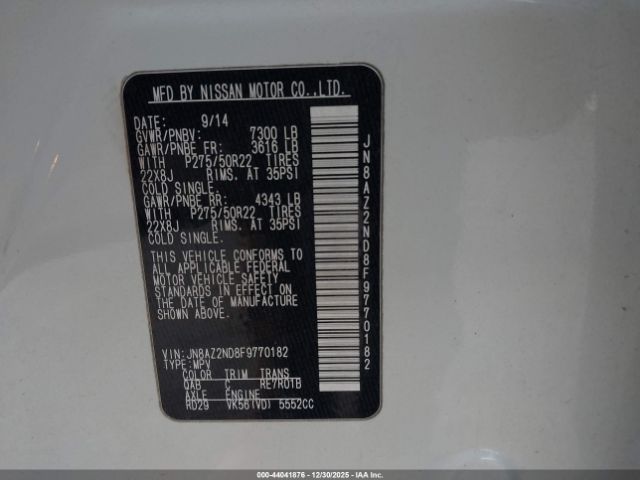 MFD BY NISSAN MOTOR CO.,LTD.
DATE: 9/14
GVWR/PNBV: 7300 LB
GAWR/PNBE FR: 3616 LB
WITH P275/50R22 TIRES
22X8J RIMS. AT 35PSI
COLD SINGLE.
GAWR/PNBE RR: 4343 LB
WITH P275/50R22 TIRES
22X8J RIMS. AT 35PSI
COLD SINGLE.
THIS VEHICLE CONFORMS TO
ALL APPLICABLE FEDERAL
MOTOR VEHICLE SAFETY
STANDARDS IN EFFECT ON
THE DATE OF MANUFACTURE
SHOWN ABOVE.
VIN: JN8AZ2ND8F9770182
TYPE: MPV
COLOR TRIM TRANS
QAB C RE7R01B
AXLE ENGINE
RD29 VK56(VD) 5552CC
JN8AZ2ND8F9770182
000-44041876 - 12/30/2025 - IAA Inc.